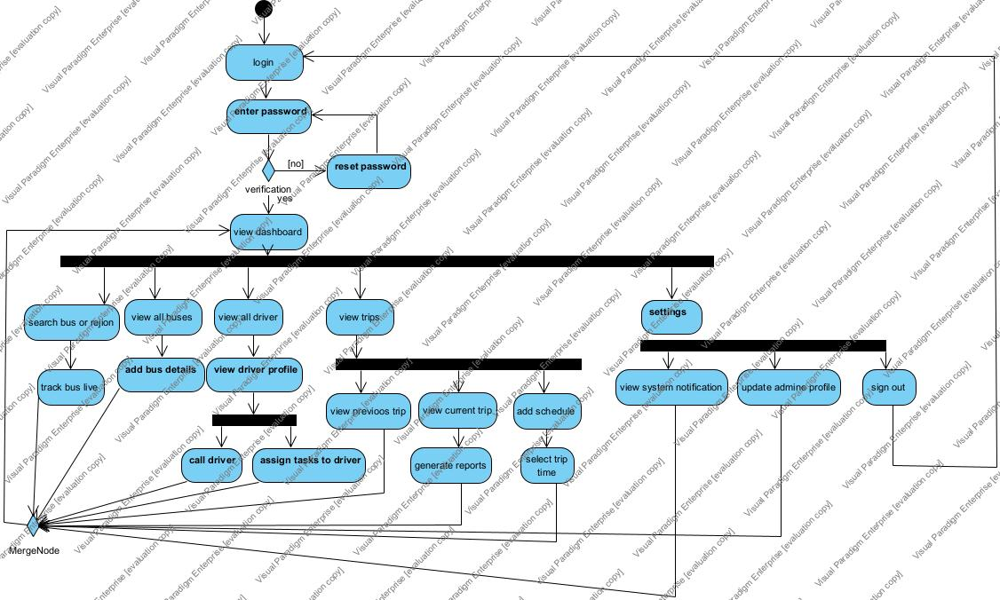 login
enter password
[no]
reset password
verification
yes
view dashboard
search bus or rejion
view all buses
view all driver
view trips
settings
track bus live
add bus details
view driver profile
view system notification
update admine profile
sign out
view previoos trip
view current trip
add schedule
call driver
assign tasks to driver
generate reports
select trip
time
MergeNode
Visual Paradigm Enterprise [evaluation copy]